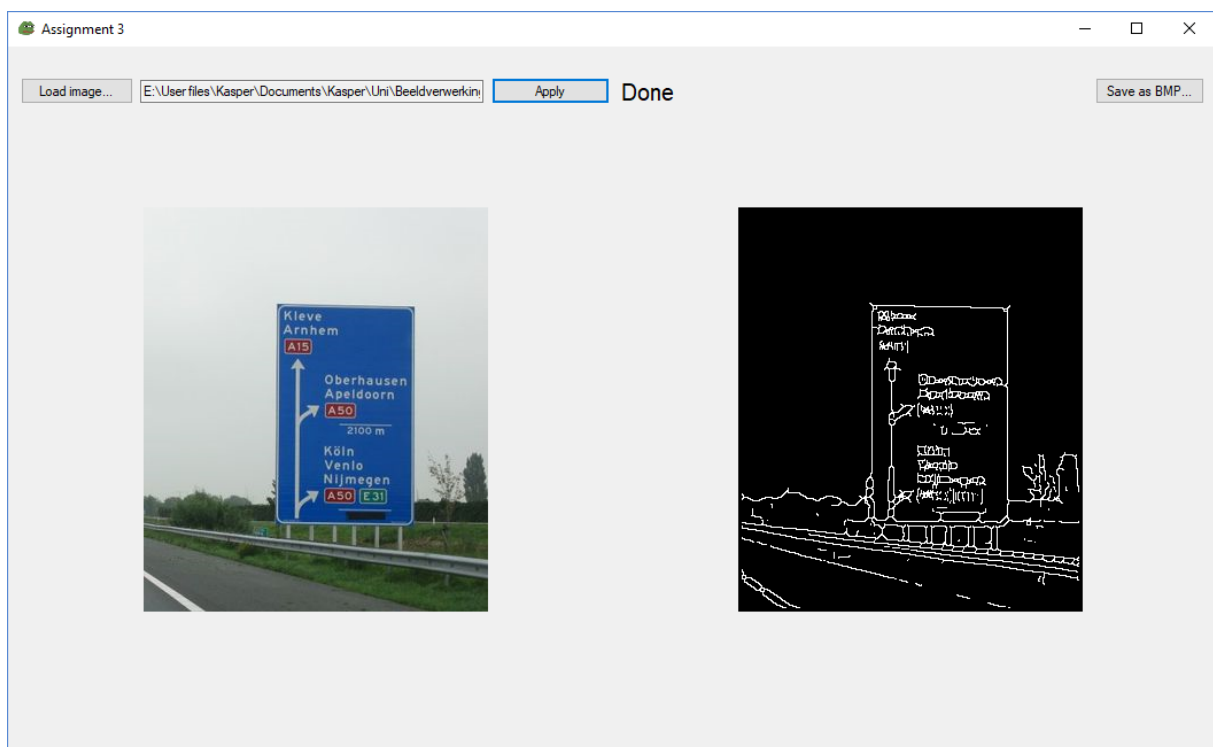 Assignment 3
Load image...
E:\User files\Kasper\Documents\Kasper\Uni\Beeldverwerking
Apply
Done
Save as BMP...
Kleve
Arnhem
A15
Oberhausen
Apeldoorn
A50
2100 m
Köln
Venlo
Nijmegen
A50 E31